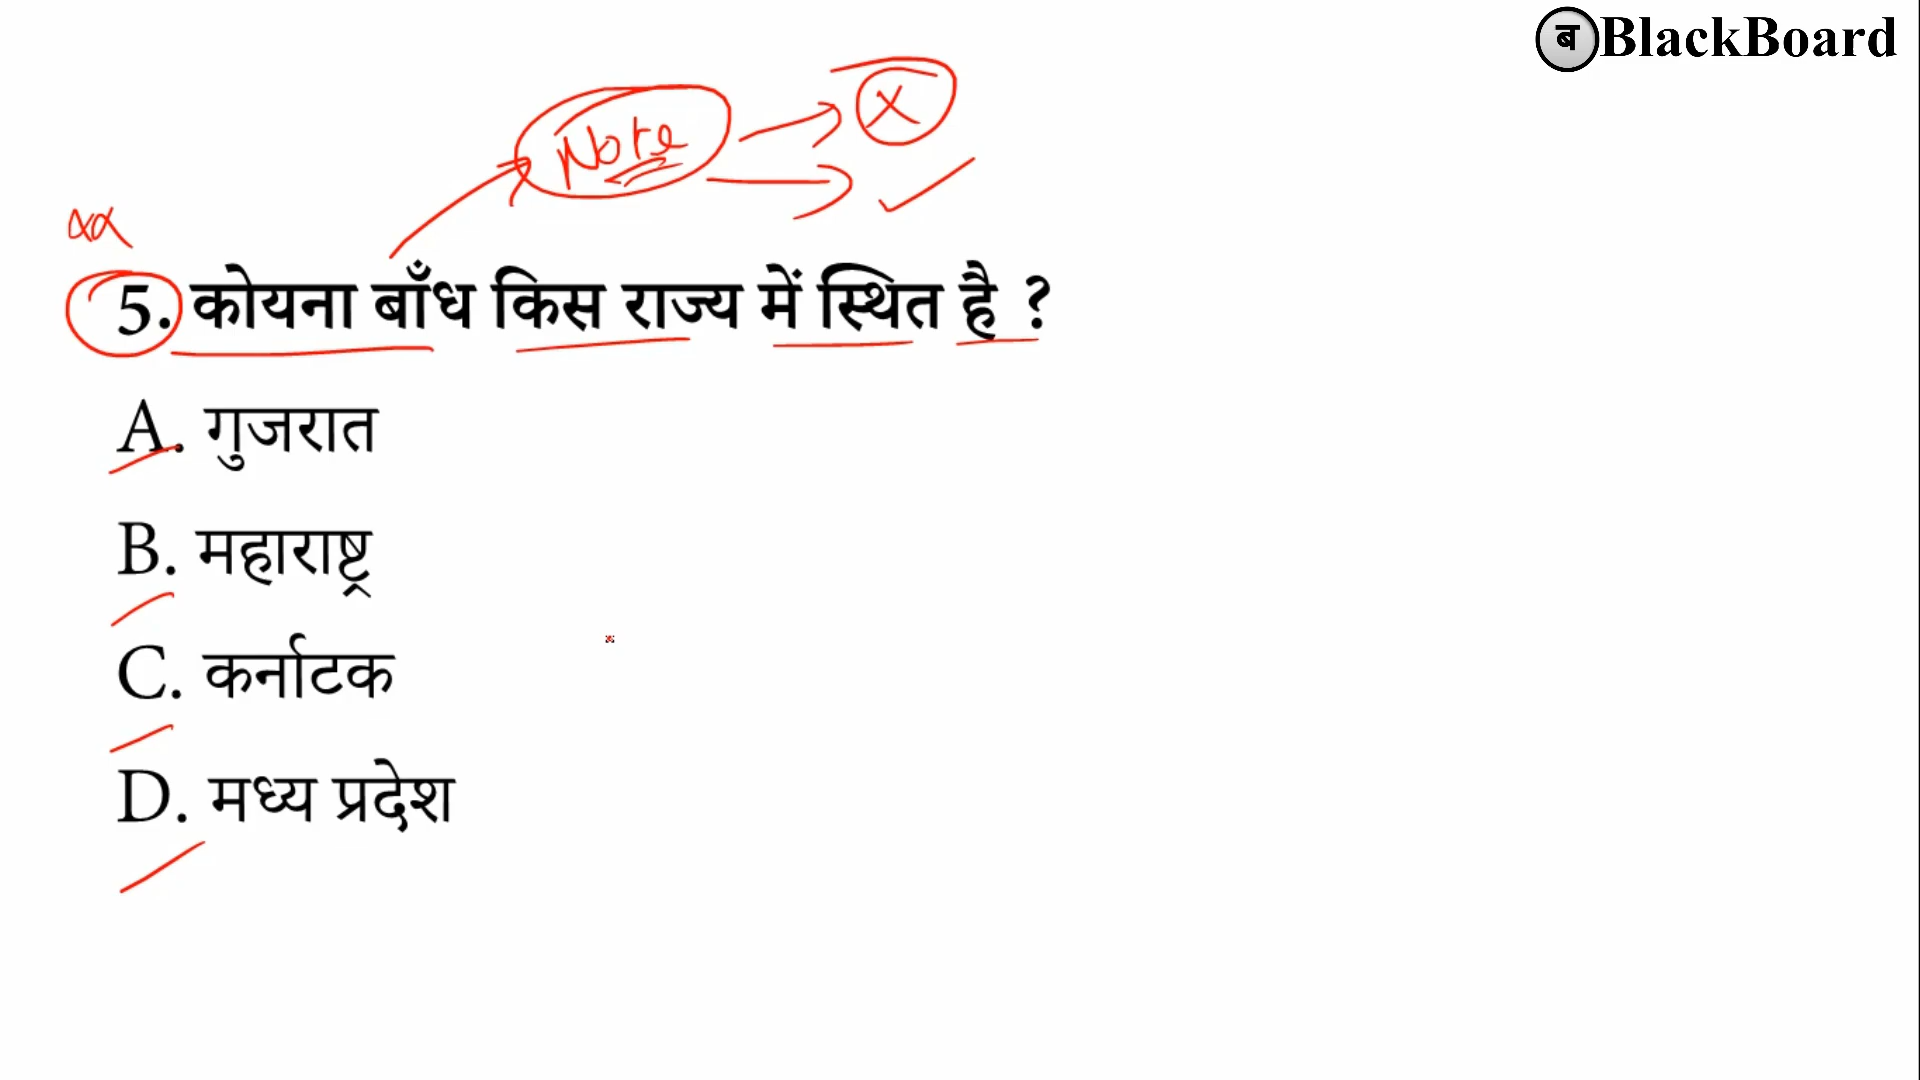 ब BlackBoard
Note
5. कोयना बाँध किस राज्य में स्थित है ?
A. गुजरात
B. महाराष्ट्र
C. कर्नाटक
D. मध्य प्रदेश